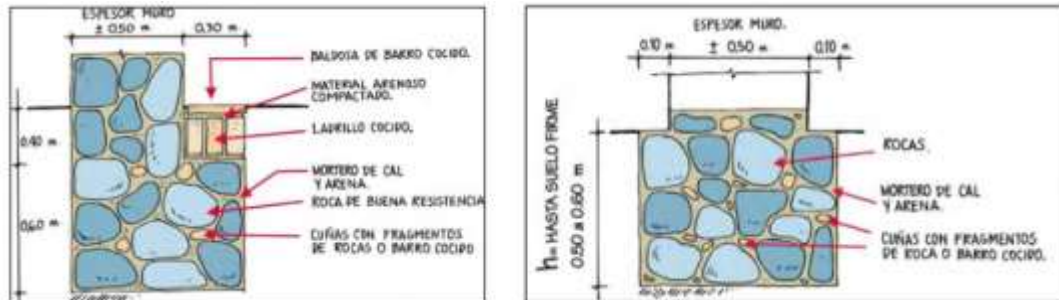 ESPESOR MURO
± 0,50 m
0,30 m
BALDOSA DE BARRO COCIDO.
MATERIAL ARENOSO
COMPACTADO.
LADRILLO COCIDO.
0,40 m
MORTERO DE CAL
Y ARENA.
ROCA DE BUENA RESISTENCIA
0,60 m
CUÑAS CON FRAGMENTOS
DE ROCAS O BARRO COCIDO
ESPESOR MURO.
0,10 m
± 0,50 m
0,10 m
h= HASTA SUELO FIRME
0.50 a 0.60 m
ROCAS.
MORTERO DE CAL
Y ARENA.
CUÑAS CON FRAGMENTOS
DE ROCA O BARRO COCIDO.